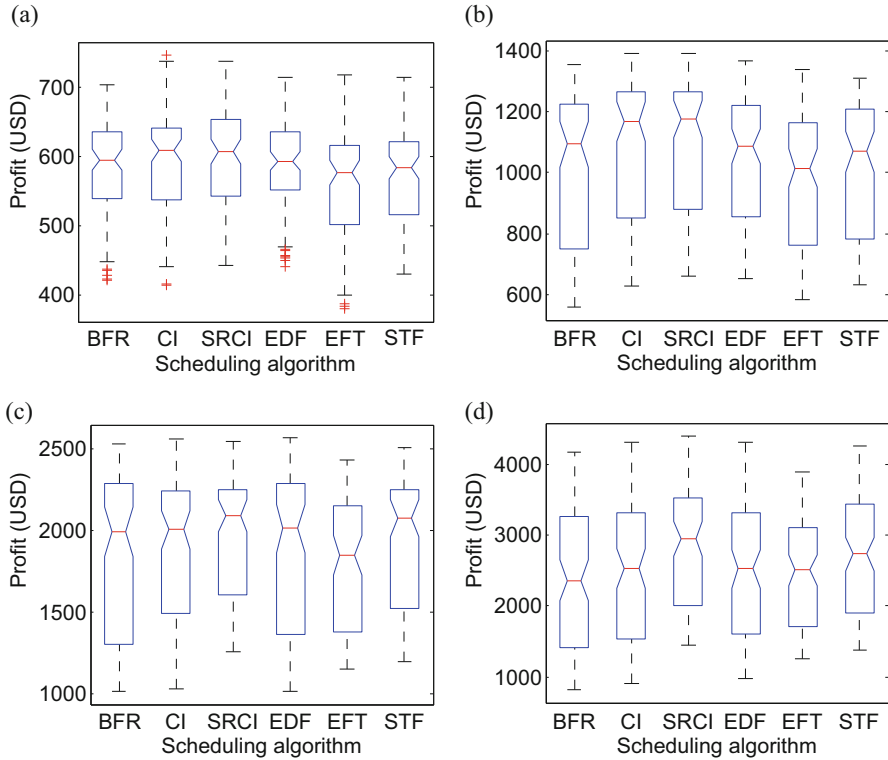 (a)
Profit (USD)
700
600
500
400
BFR CI SRCI EDF EFT STF
Scheduling algorithm
(b)
Profit (USD)
1400
1200
1000
800
600
BFR CI SRCI EDF EFT STF
Scheduling algorithm
(c)
Profit (USD)
2500
2000
1500
1000
BFR CI SRCI EDF EFT STF
Scheduling algorithm
(d)
Profit (USD)
4000
3000
2000
1000
BFR CI SRCI EDF EFT STF
Scheduling algorithm